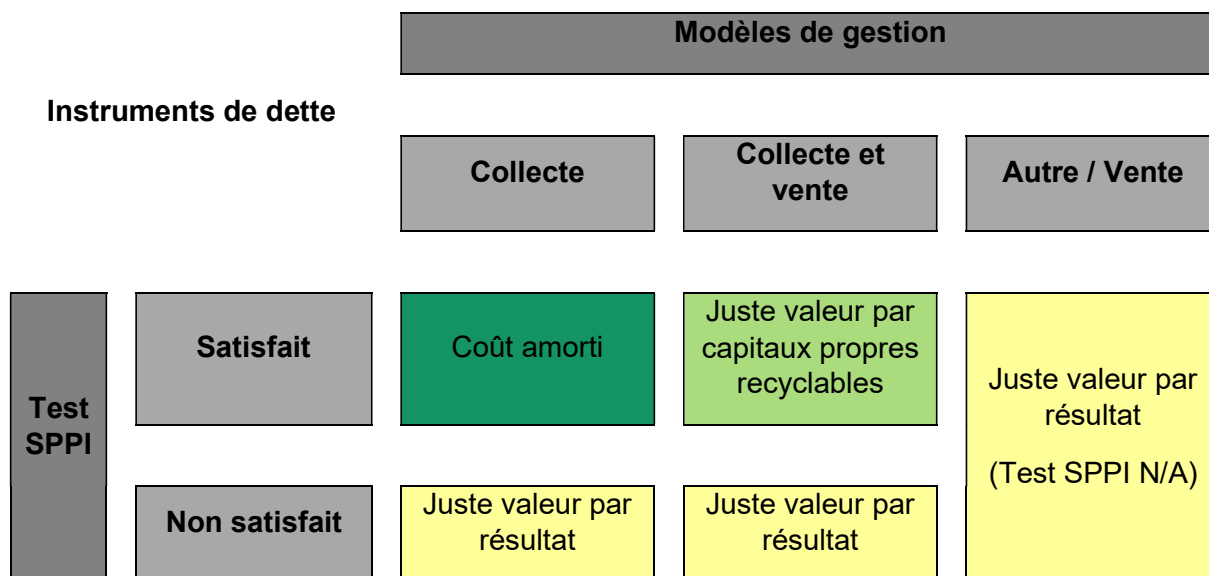 Modèles de gestion
Instruments de dette
Collecte
Collecte et
vente
Autre / Vente
Test
SPPI
Satisfait
Coût amorti
Juste valeur par
capitaux propres
recyclables
Juste valeur par
résultat
(Test SPPI N/A)
Non satisfait
Juste valeur par
résultat
Juste valeur par
résultat